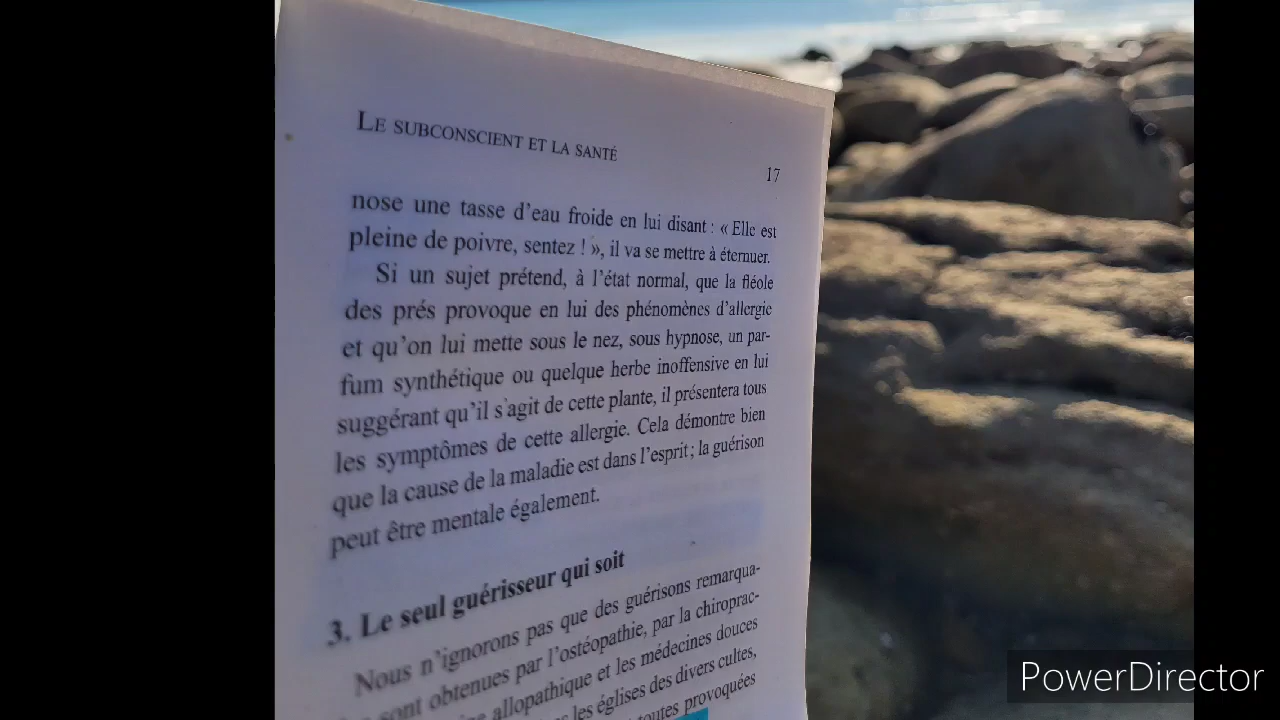 LE SUBCONSCIENT ET LA SANTÉ
17
nose une tasse d'eau froide en lui disant : « Elle est
pleine de poivre, sentez ! », il va se mettre à éternuer.
Si un sujet prétend, à l'état normal, que la fléole
des prés provoque en lui des phénomènes d'allergie
et qu'on lui mette sous le nez, sous hypnose, un par-
fum synthétique ou quelque herbe inoffensive en lui
suggérant qu'il s'agit de cette plante, il présentera tous
les symptômes de cette allergie. Cela démontre bien
que la cause de la maladie est dans l'esprit ; la guérison
peut être mentale également.
3. Le seul guérisseur qui soit
Nous n'ignorons pas que des guérisons remarqua-
sont obtenues par l'ostéopathie, par la chiroprac-
allopathique et les médecines douces
les églises des divers cultes,
toutes provoquées
PowerDirector